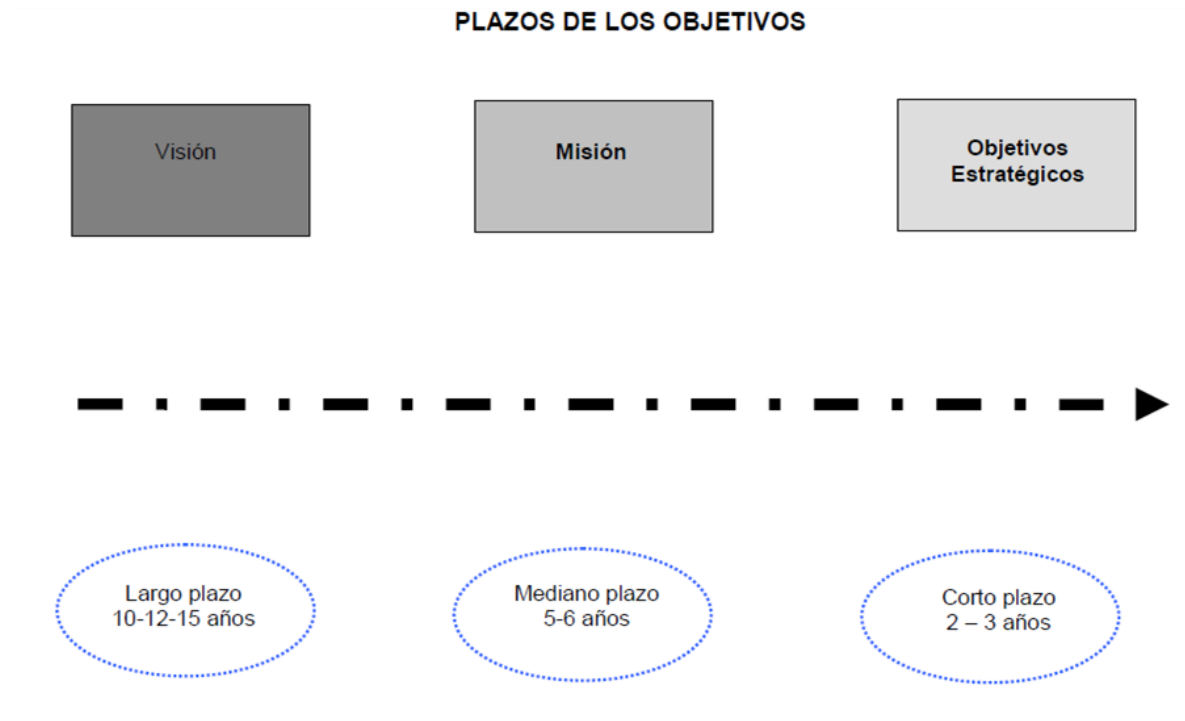 PLAZOS DE LOS OBJETIVOS
Visión
Misión
Objetivos
Estratégicos
Largo plazo
10-12-15 años
Mediano plazo
5-6 años
Corto plazo
2 – 3 años